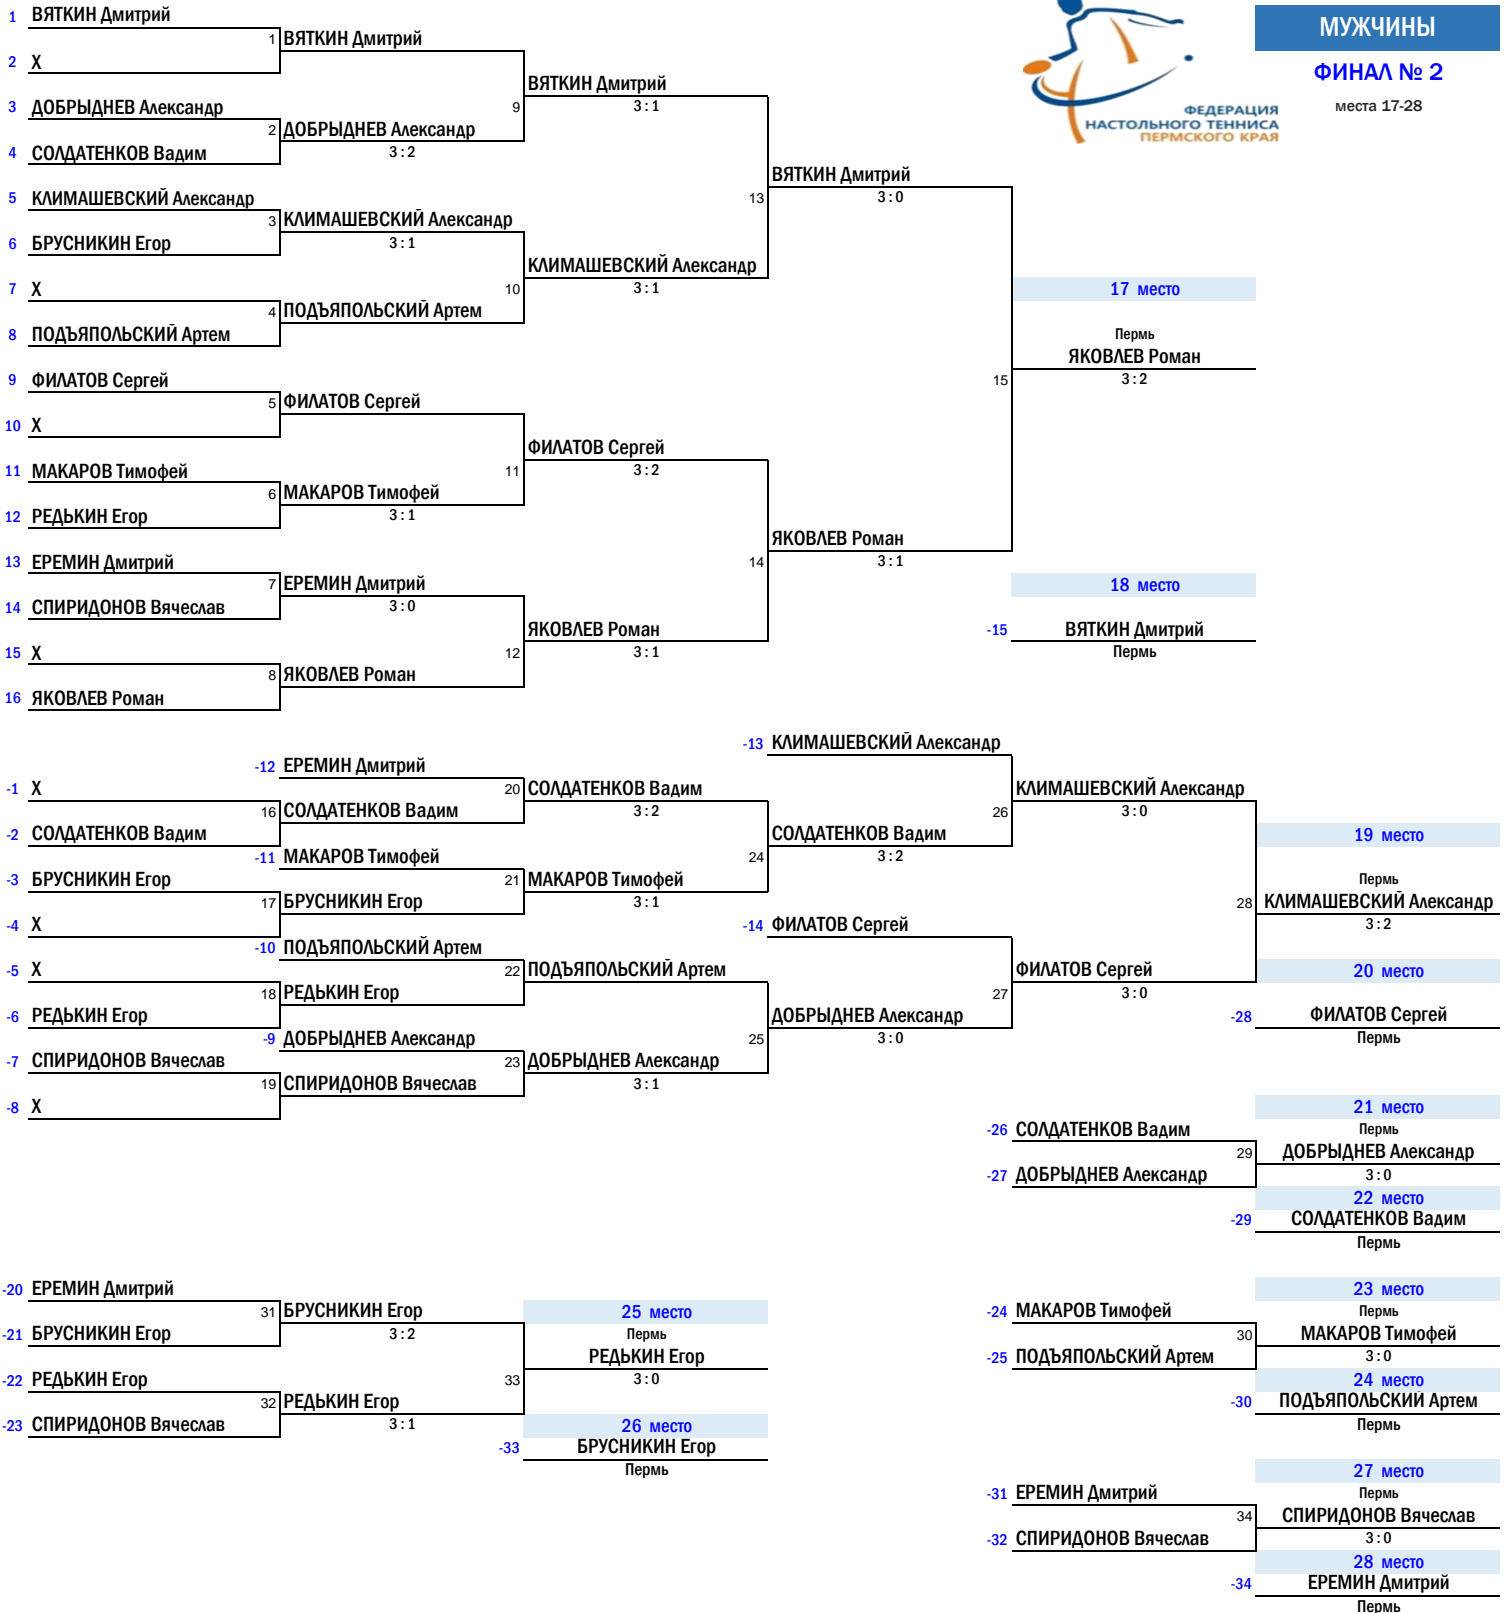 МУЖЧИНЫ
ФИНАЛ № 2
места 17-28
ФЕДЕРАЦИЯ
НАСТОЛЬНОГО ТЕННИСА
ПЕРМСКОГО КРАЯ
1 ВЯТКИН Дмитрий
1 ВЯТКИН Дмитрий
2 X
ВЯТКИН Дмитрий
3 ДОБРЫДНЕВ Александр
9
3 : 1
2 ДОБРЫДНЕВ Александр
4 СОЛДАТЕНКОВ Вадим
3 : 2
ВЯТКИН Дмитрий
5 КЛИМАШЕВСКИЙ Александр
13
3 : 0
3 КЛИМАШЕВСКИЙ Александр
6 БРУСНИКИН Егор
3 : 1
КЛИМАШЕВСКИЙ Александр
7 X
10
3 : 1
17 место
4 ПОДЪЯПОЛЬСКИЙ Артем
8 ПОДЪЯПОЛЬСКИЙ Артем
Пермь
ЯКОВЛЕВ Роман
9 ФИЛАТОВ Сергей
15
3 : 2
5 ФИЛАТОВ Сергей
10 X
ФИЛАТОВ Сергей
11 МАКАРОВ Тимофей
11
3 : 2
6 МАКАРОВ Тимофей
12 РЕДЬКИН Егор
3 : 1
ЯКОВЛЕВ Роман
13 ЕРЕМИН Дмитрий
14
3 : 1
7 ЕРЕМИН Дмитрий
18 место
14 СПИРИДОНОВ Вячеслав
3 : 0
ЯКОВЛЕВ Роман
-15 ВЯТКИН Дмитрий
15 X
12
3 : 1
Пермь
8 ЯКОВЛЕВ Роман
16 ЯКОВЛЕВ Роман
-13 КЛИМАШЕВСКИЙ Александр
-12 ЕРЕМИН Дмитрий
-1 X
20 СОЛДАТЕНКОВ Вадим
КЛИМАШЕВСКИЙ Александр
16 СОЛДАТЕНКОВ Вадим
3 : 2
26
3 : 0
-2 СОЛДАТЕНКОВ Вадим
СОЛДАТЕНКОВ Вадим
19 место
-11 МАКАРОВ Тимофей
24
3 : 2
-3 БРУСНИКИН Егор
21 МАКАРОВ Тимофей
Пермь
17 БРУСНИКИН Егор
3 : 1
28 КЛИМАШЕВСКИЙ Александр
-4 X
-14 ФИЛАТОВ Сергей
3 : 2
-10 ПОДЪЯПОЛЬСКИЙ Артем
-5 X
22 ПОДЪЯПОЛЬСКИЙ Артем
ФИЛАТОВ Сергей
20 место
18 РЕДЬКИН Егор
27
3 : 0
-6 РЕДЬКИН Егор
ДОБРЫДНЕВ Александр
-28 ФИЛАТОВ Сергей
-9 ДОБРЫДНЕВ Александр
25
3 : 0
Пермь
-7 СПИРИДОНОВ Вячеслав
23 ДОБРЫДНЕВ Александр
19 СПИРИДОНОВ Вячеслав
3 : 1
-8 X
21 место
-26 СОЛДАТЕНКОВ Вадим
Пермь
29 ДОБРЫДНЕВ Александр
-27 ДОБРЫДНЕВ Александр
3 : 0
22 место
-29 СОЛДАТЕНКОВ Вадим
Пермь
-20 ЕРЕМИН Дмитрий
23 место
31 БРУСНИКИН Егор
25 место
-24 МАКАРОВ Тимофей
Пермь
-21 БРУСНИКИН Егор
3 : 2
Пермь
30 МАКАРОВ Тимофей
РЕДЬКИН Егор
-25 ПОДЪЯПОЛЬСКИЙ Артем
3 : 0
-22 РЕДЬКИН Егор
33
3 : 0
24 место
32 РЕДЬКИН Егор
-30 ПОДЪЯПОЛЬСКИЙ Артем
-23 СПИРИДОНОВ Вячеслав
3 : 1
26 место
Пермь
-33 БРУСНИКИН Егор
Пермь
27 место
-31 ЕРЕМИН Дмитрий
Пермь
34 СПИРИДОНОВ Вячеслав
-32 СПИРИДОНОВ Вячеслав
3 : 0
28 место
-34 ЕРЕМИН Дмитрий
Пермь